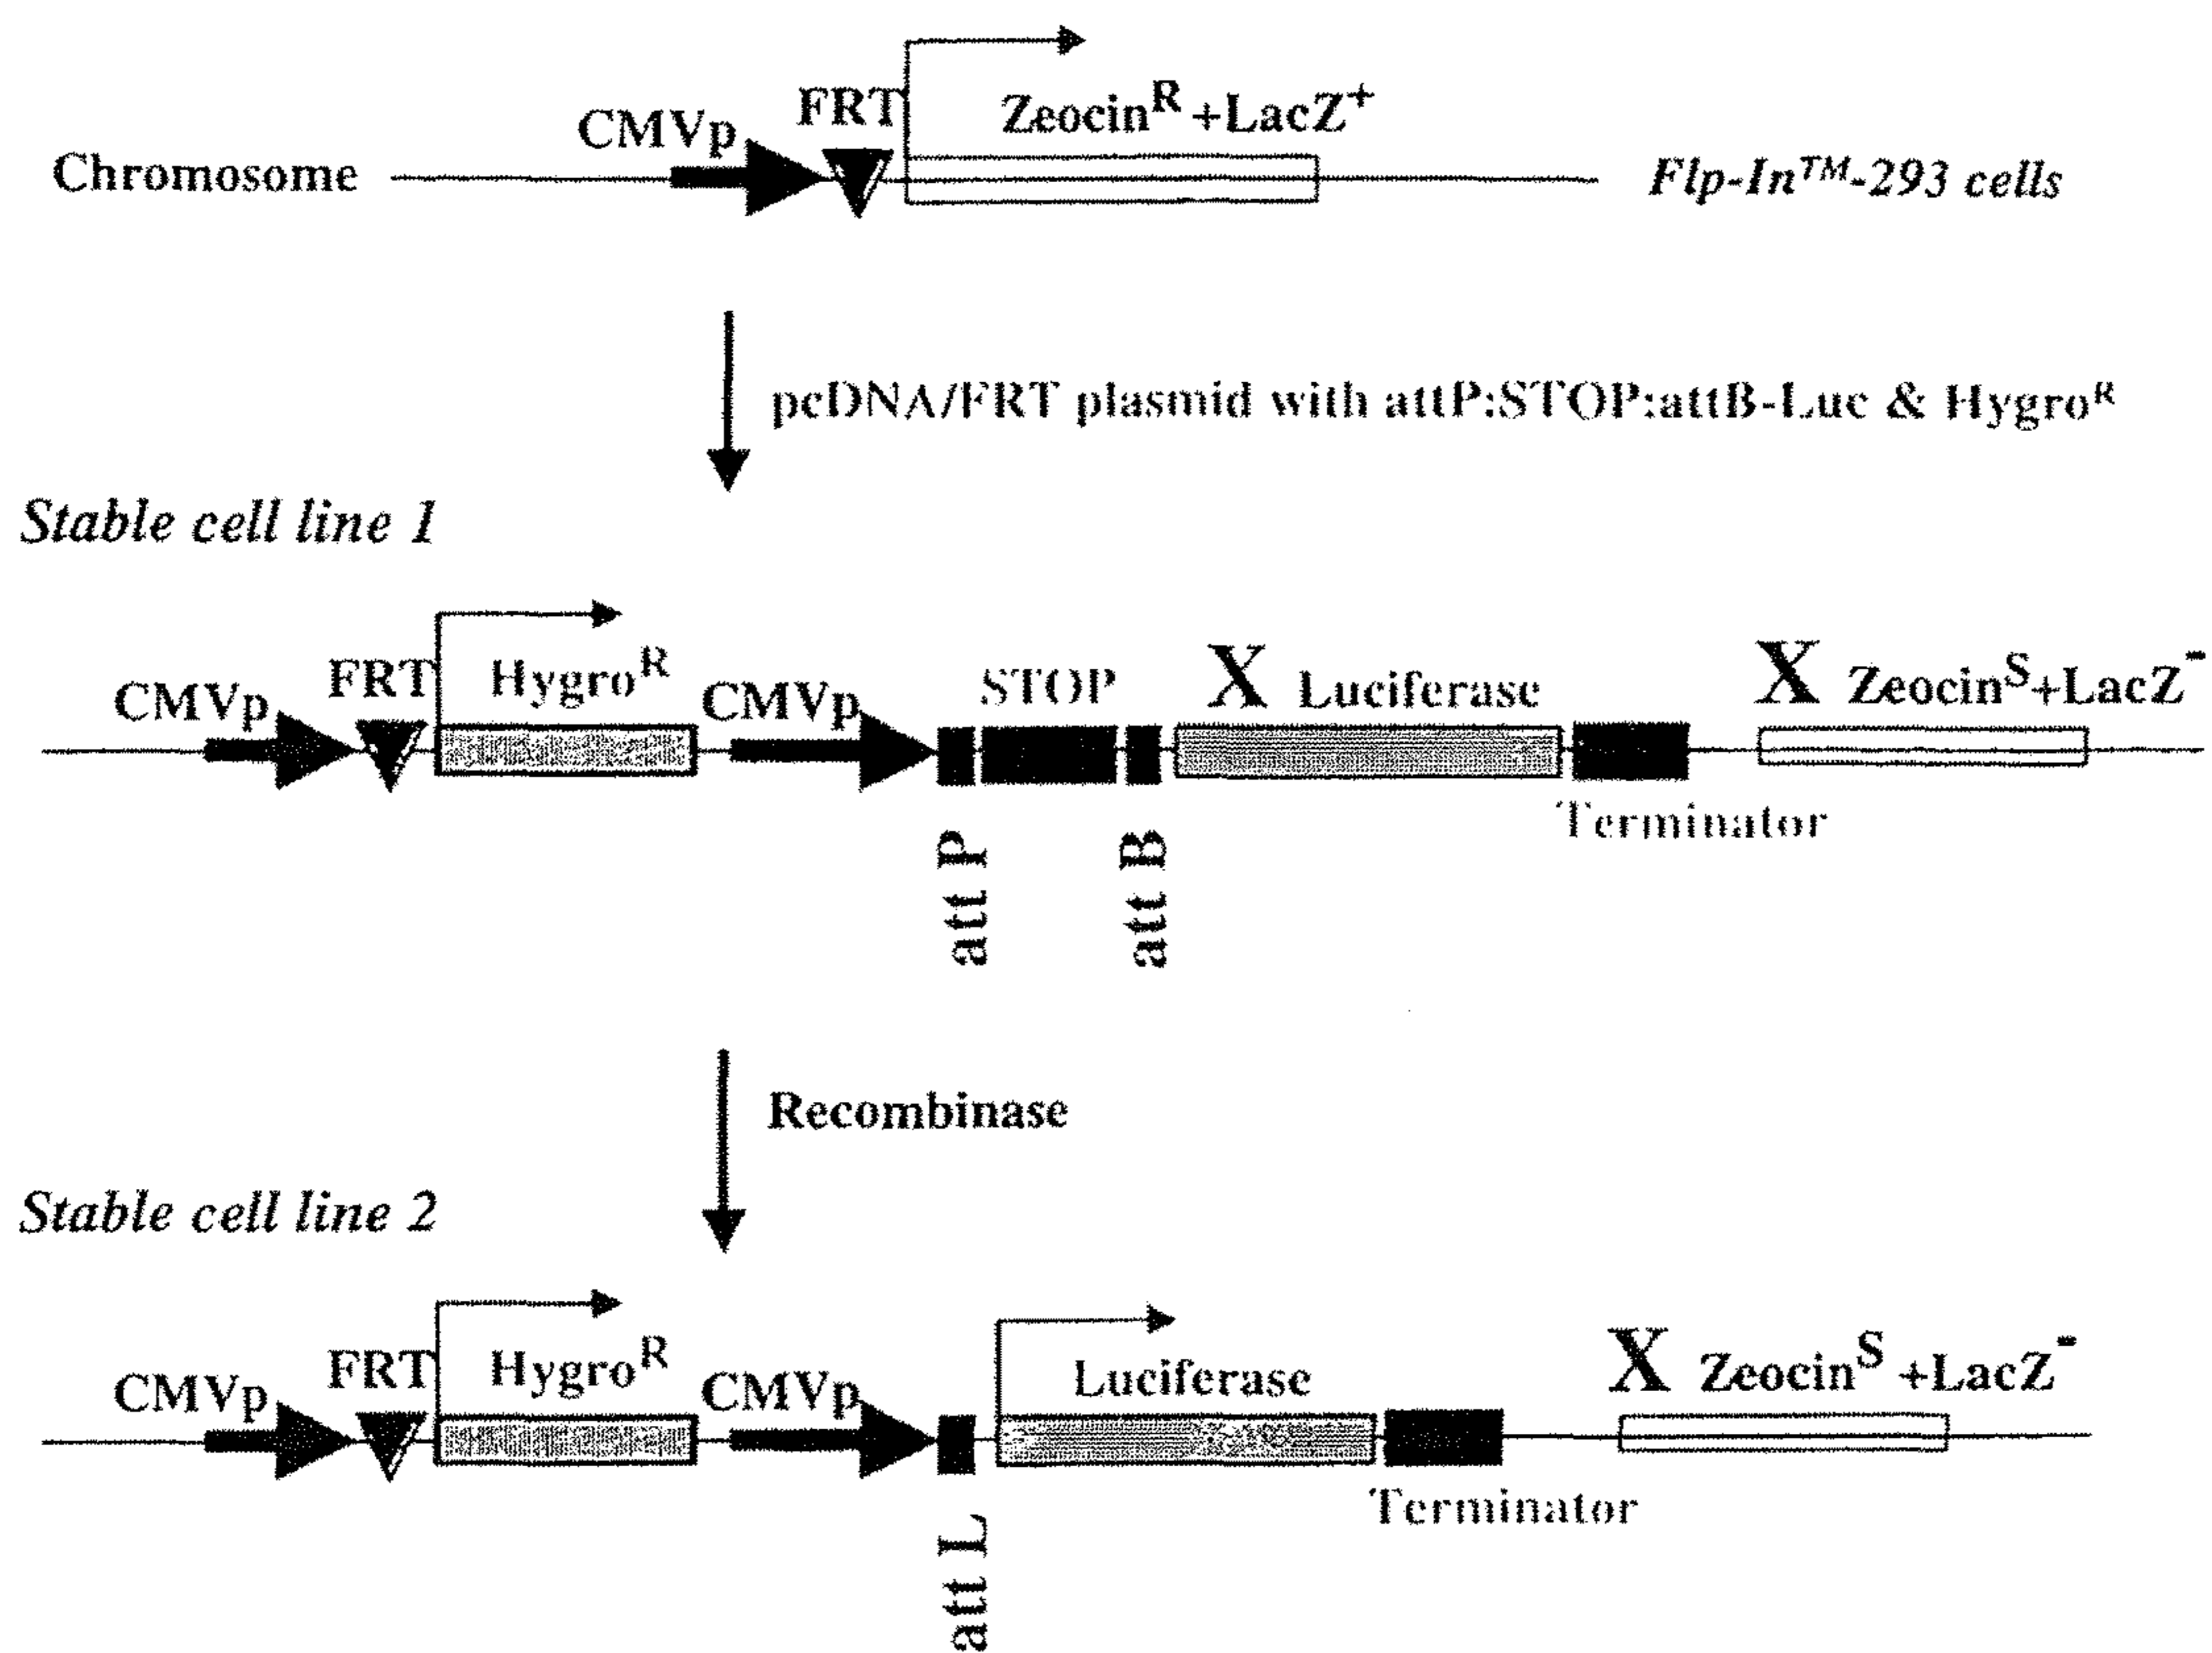 FRT
CMVp
Zeocin^R +LacZ^+
Chromosome
Flp-In™-293 cells
pcDNA/FRT plasmid with attP:STOP:attB-Luc & Hygro^R
Stable cell line 1
CMVp
FRT
Hygro^R
CMVp
STOP
X Luciferase
X Zeocin^S+LacZ^-
Terminator
att P
att B
Recombinase
Stable cell line 2
CMVp
FRT
Hygro^R
CMVp
Luciferase
X Zeocin^S +LacZ^-
Terminator
att L